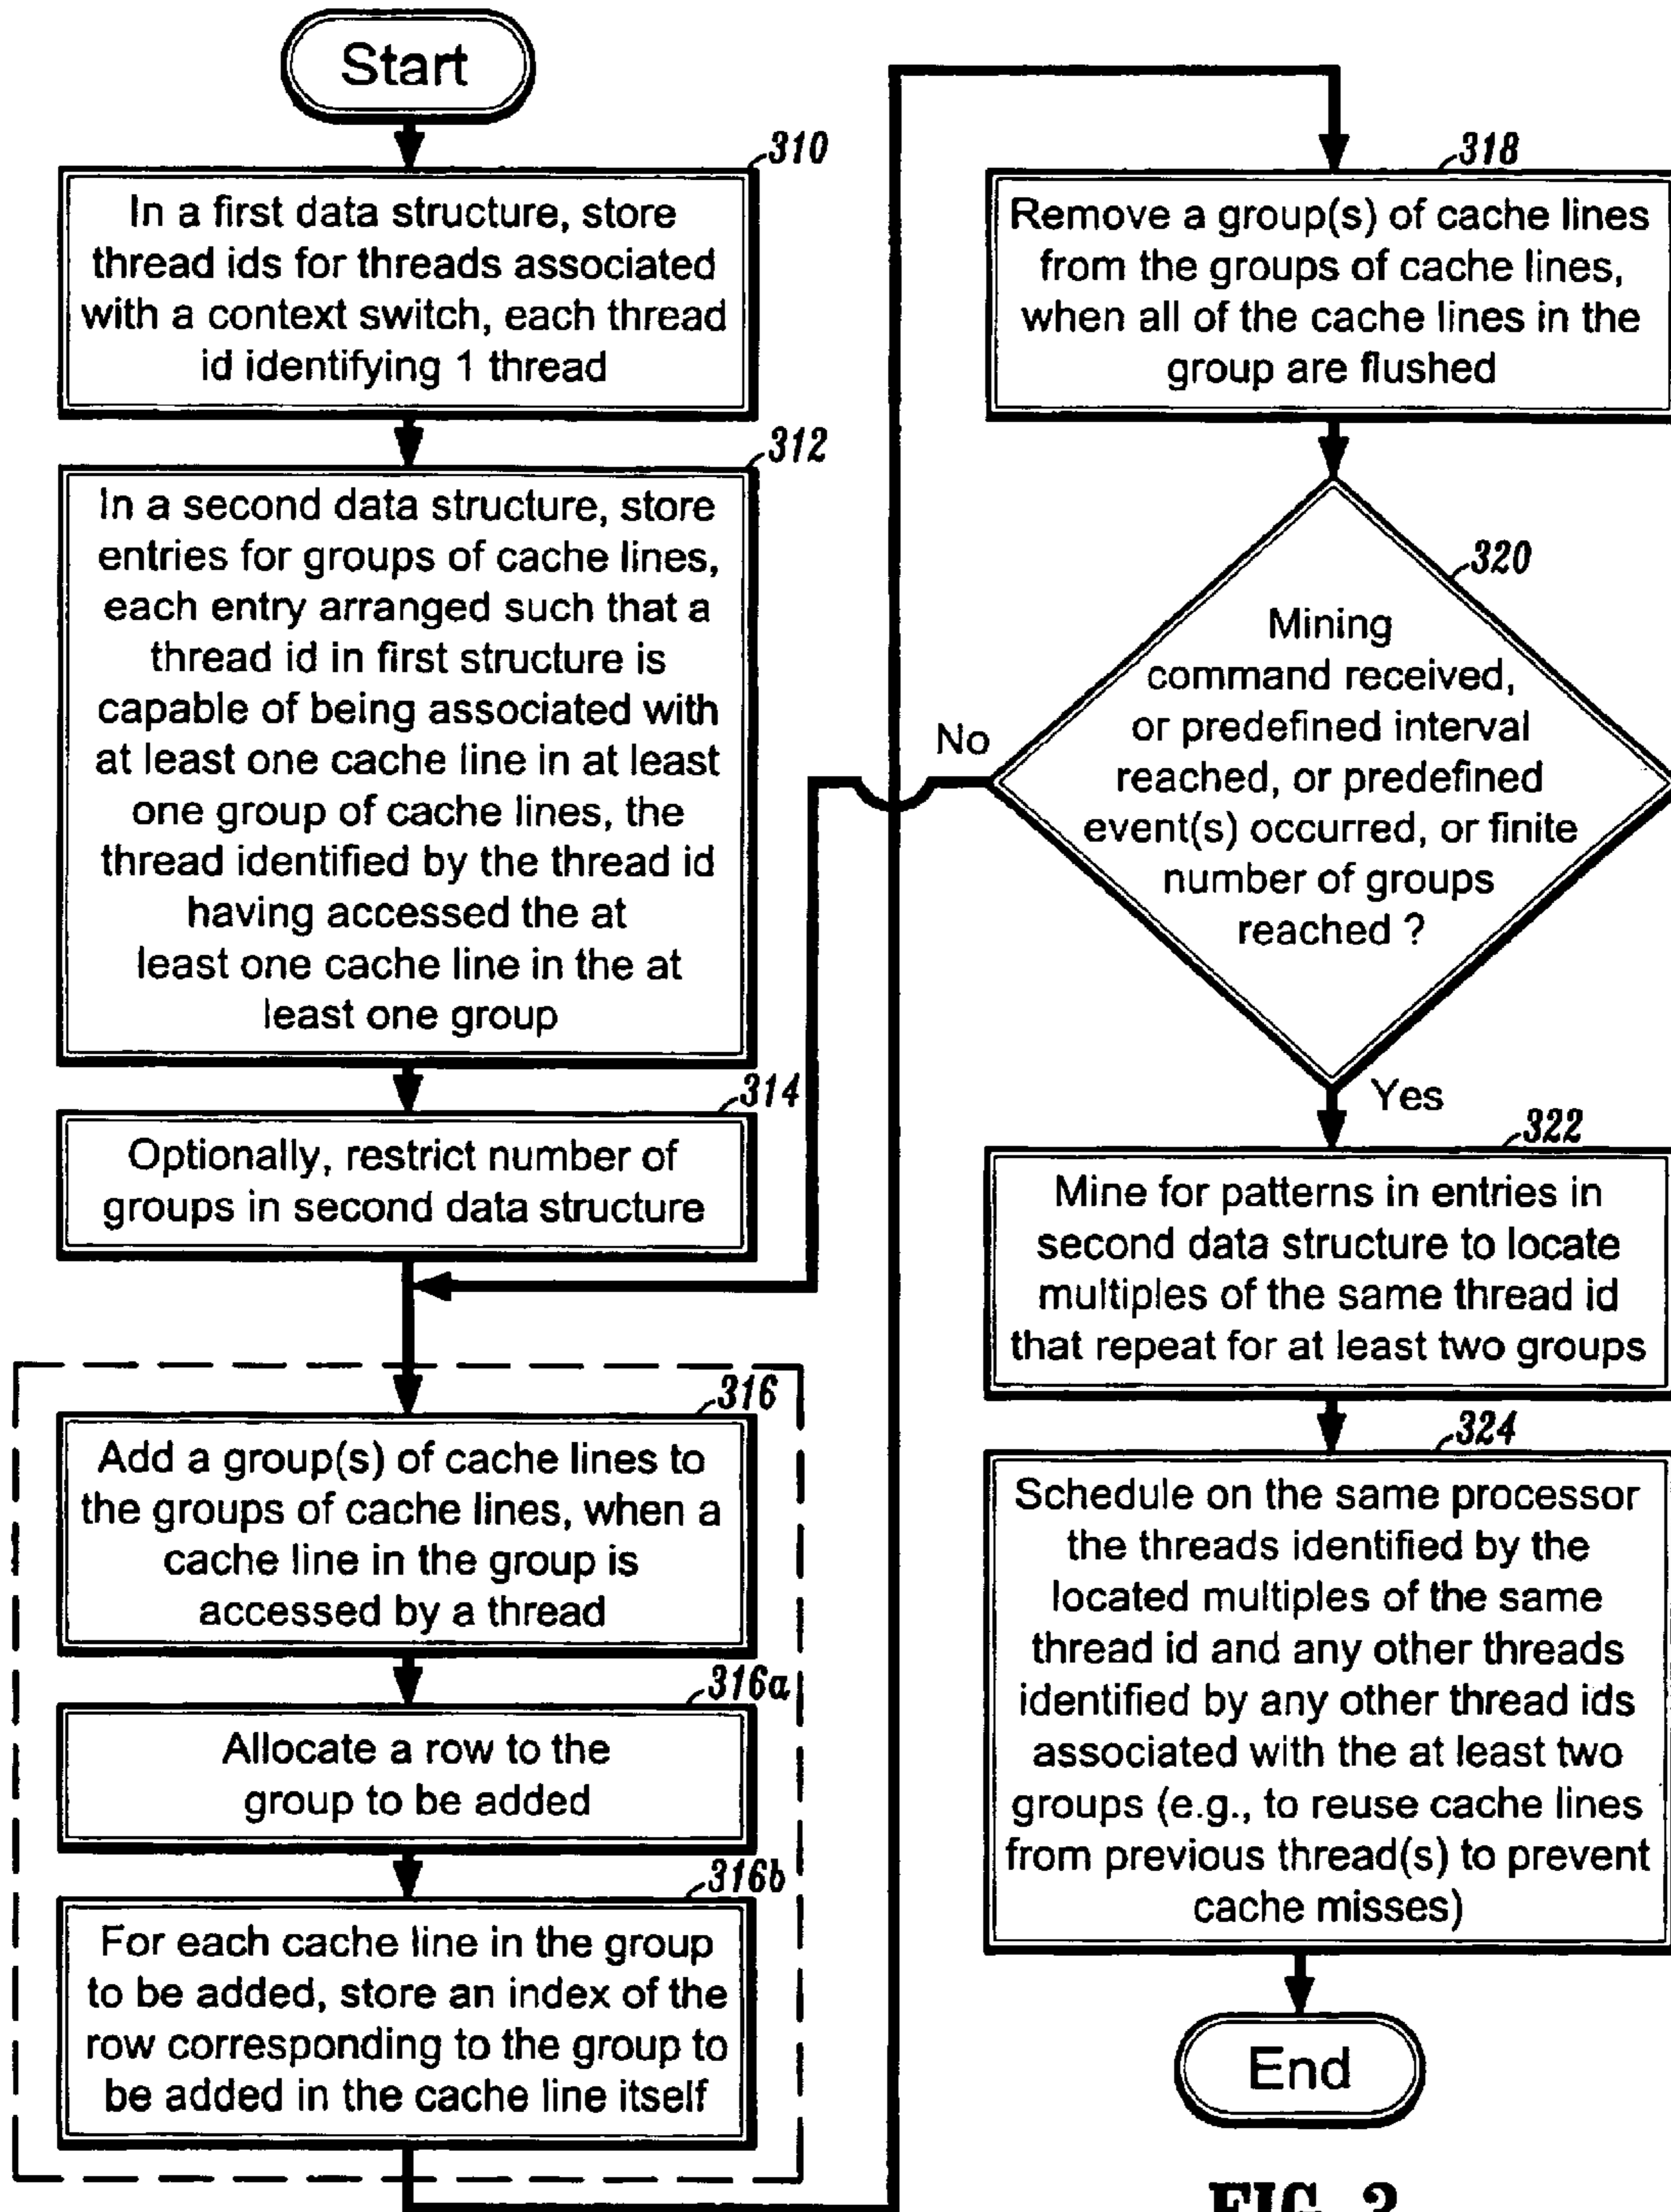 Start
310
In a first data structure, store
thread ids for threads associated
with a context switch, each thread
id identifying 1 thread
312
In a second data structure, store
entries for groups of cache lines,
each entry arranged such that a
thread id in first structure is
capable of being associated with
at least one cache line in at least
one group of cache lines, the
thread identified by the thread id
having accessed the at
least one cache line in the at
least one group
314
Optionally, restrict number of
groups in second data structure
316
Add a group(s) of cache lines to
the groups of cache lines, when a
cache line in the group is
accessed by a thread
316a
Allocate a row to the
group to be added
316b
For each cache line in the group
to be added, store an index of the
row corresponding to the group to
be added in the cache line itself
318
Remove a group(s) of cache lines
from the groups of cache lines,
when all of the cache lines in the
group are flushed
320
Mining
command received,
or predefined interval
reached, or predefined
event(s) occurred, or finite
number of groups
reached ?
No
Yes
322
Mine for patterns in entries in
second data structure to locate
multiples of the same thread id
that repeat for at least two groups
324
Schedule on the same processor
the threads identified by the
located multiples of the same
thread id and any other threads
identified by any other thread ids
associated with the at least two
groups (e.g., to reuse cache lines
from previous thread(s) to prevent
cache misses)
End
FIG.